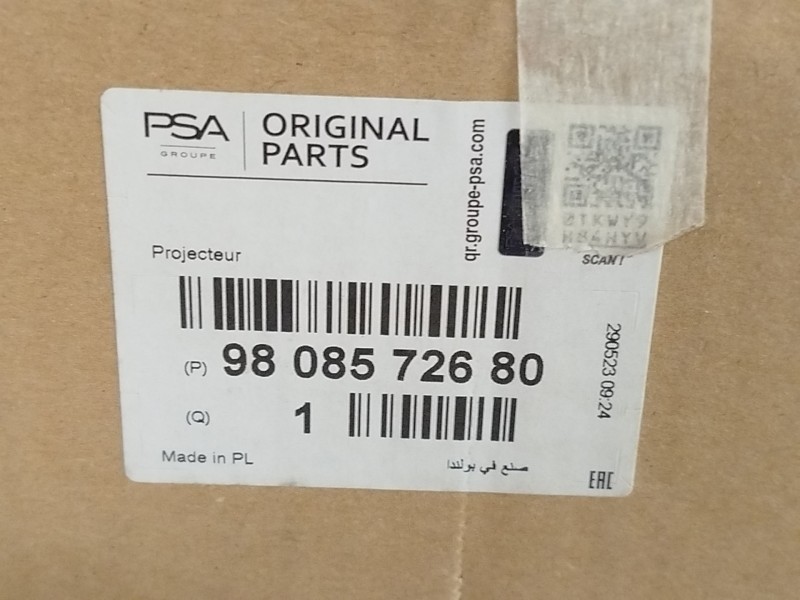 PSA
GROUPE
ORIGINAL
PARTS
qr.groupe-psa.com
SCAN!
Projecteur
(P) 98 085 726 80
(Q) 1
290523 09:24
Made in PL
صنع في بولندا
EAC